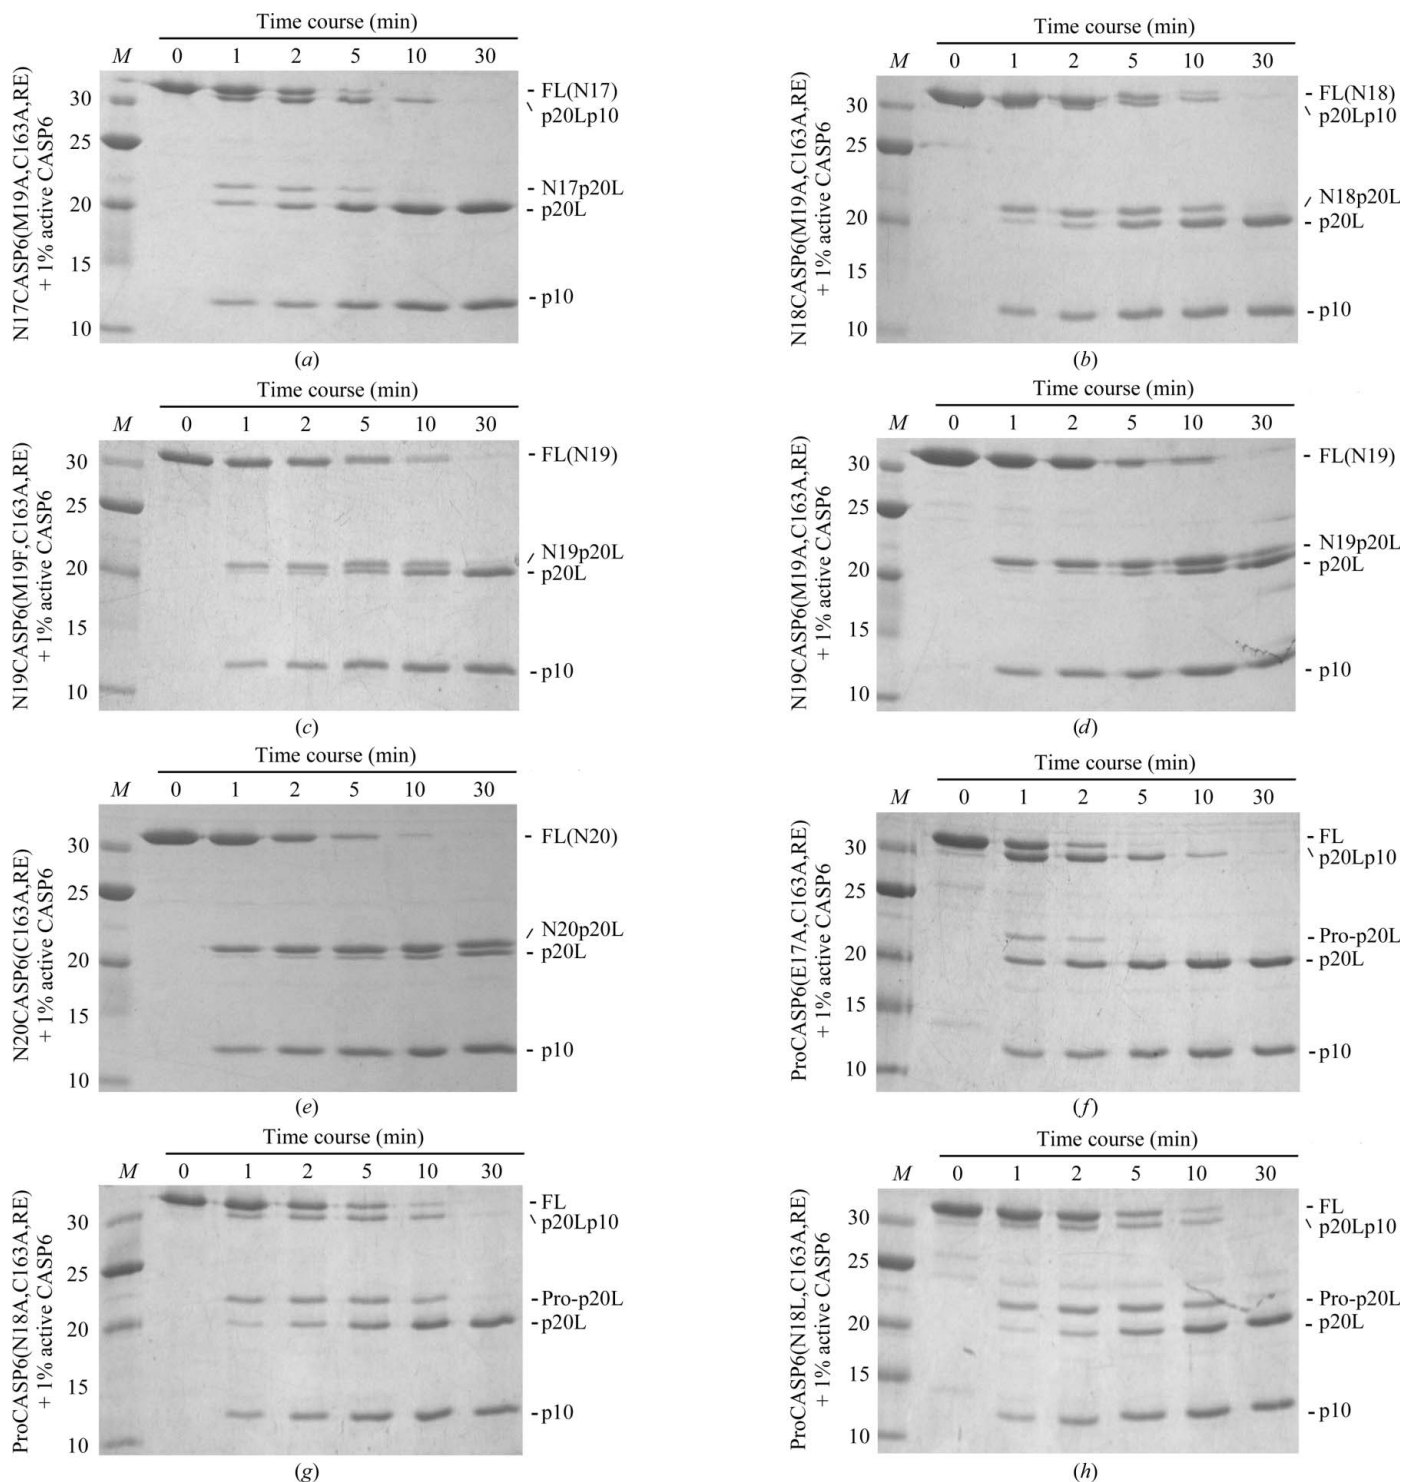 Time course (min)
M 0 1 2 5 10 30
N17CASP6(M19A,C163A,RE)
+ 1% active CASP6
30
25
20
15
10
FL(N17)
p20Lp10
N17p20L
p20L
p10
(a)
Time course (min)
M 0 1 2 5 10 30
N18CASP6(M19A,C163A,RE)
+ 1% active CASP6
30
25
20
15
10
FL(N18)
p20Lp10
N18p20L
p20L
p10
(b)
Time course (min)
M 0 1 2 5 10 30
N19CASP6(M19F,C163A,RE)
+ 1% active CASP6
30
25
20
15
10
FL(N19)
N19p20L
p20L
p10
(c)
Time course (min)
M 0 1 2 5 10 30
N19CASP6(M19A,C163A,RE)
+ 1% active CASP6
30
25
20
15
10
FL(N19)
N19p20L
p20L
p10
(d)
Time course (min)
M 0 1 2 5 10 30
N20CASP6(C163A,RE)
+ 1% active CASP6
30
25
20
15
10
FL(N20)
N20p20L
p20L
p10
(e)
Time course (min)
M 0 1 2 5 10 30
ProCASP6(E17A,C163A,RE)
+ 1% active CASP6
30
25
20
15
10
FL
p20Lp10
Pro-p20L
p20L
p10
(f)
Time course (min)
M 0 1 2 5 10 30
ProCASP6(N18A,C163A,RE)
+ 1% active CASP6
30
25
20
15
10
FL
p20Lp10
Pro-p20L
p20L
p10
(g)
Time course (min)
M 0 1 2 5 10 30
ProCASP6(N18L,C163A,RE)
+ 1% active CASP6
30
25
20
15
10
FL
p20Lp10
Pro-p20L
p20L
p10
(h)